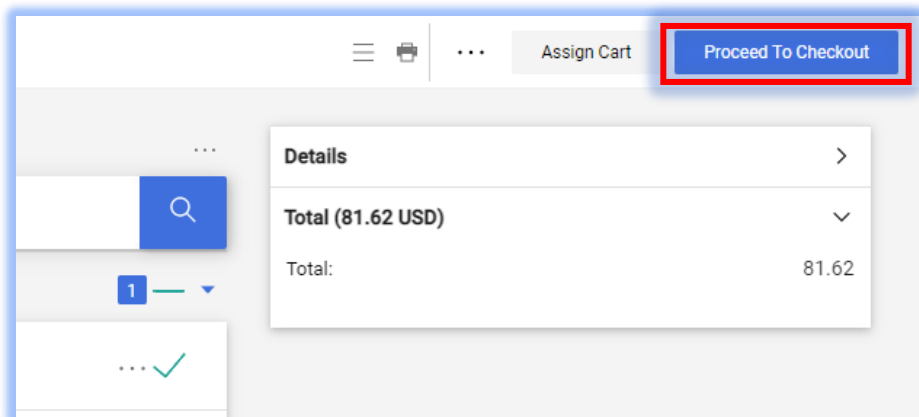 ... Assign Cart Proceed To Checkout
...
Details
Total (81.62 USD)
Total: 81.62
1
...